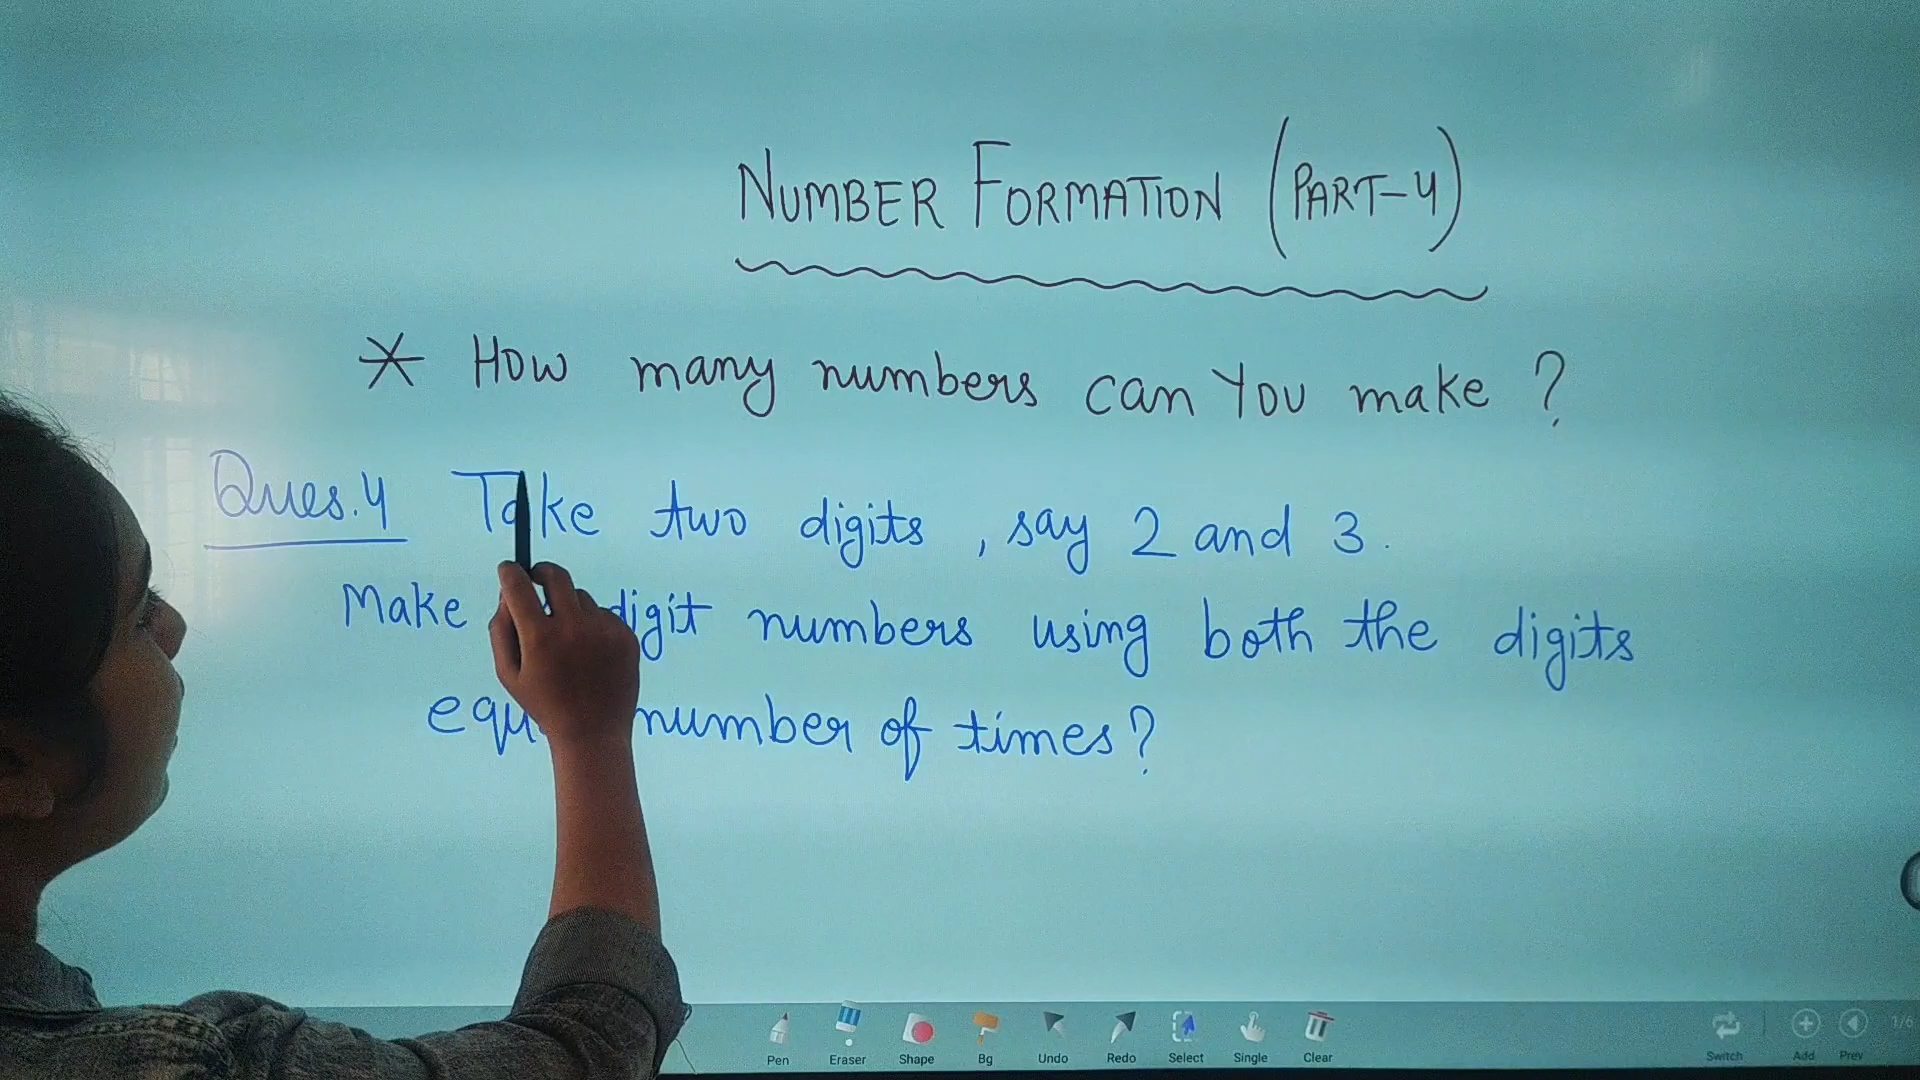 NUMBER FORMATION (PART-4)
* How many numbers can You make ?
Ques.4 Take two digits , say 2 and 3 .
Make digit numbers using both the digits
number of times?
Pen Eraser Shape Bg Undo Redo Select Single Clear Switch Add Prev 1/6